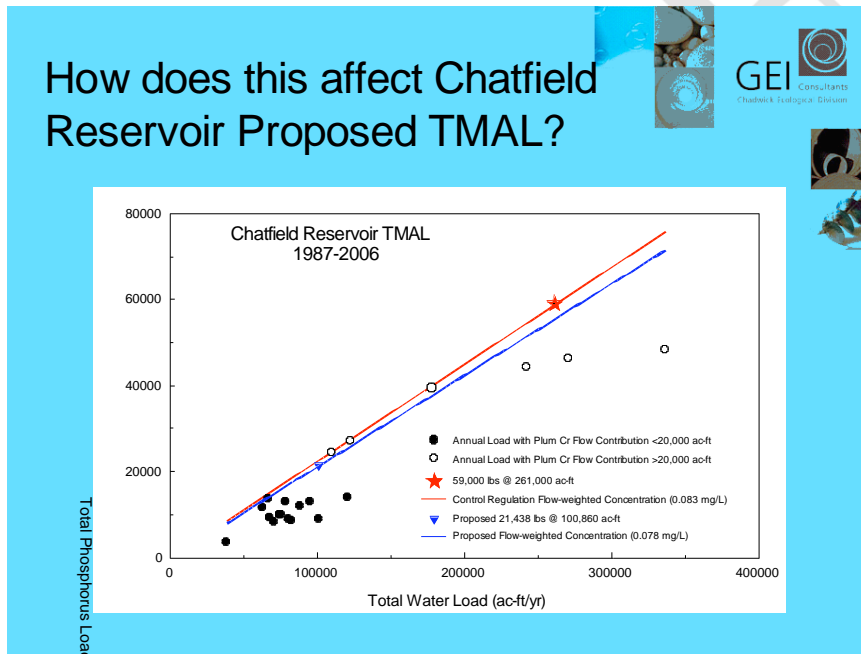 How does this affect Chatfield
Reservoir Proposed TMAL?
GEI
Consultants
Chadwick Ecological Division
Chatfield Reservoir TMAL
1987-2006
80000
60000
40000
20000
0
Annual Load with Plum Cr Flow Contribution <20,000 ac-ft
Annual Load with Plum Cr Flow Contribution >20,000 ac-ft
59,000 lbs @ 261,000 ac-ft
Control Regulation Flow-weighted Concentration (0.083 mg/L)
Proposed 21,438 lbs @ 100,860 ac-ft
Proposed Flow-weighted Concentration (0.078 mg/L)
0 100000 200000 300000 400000
Total Water Load (ac-ft/yr)
Total Phosphorus Load